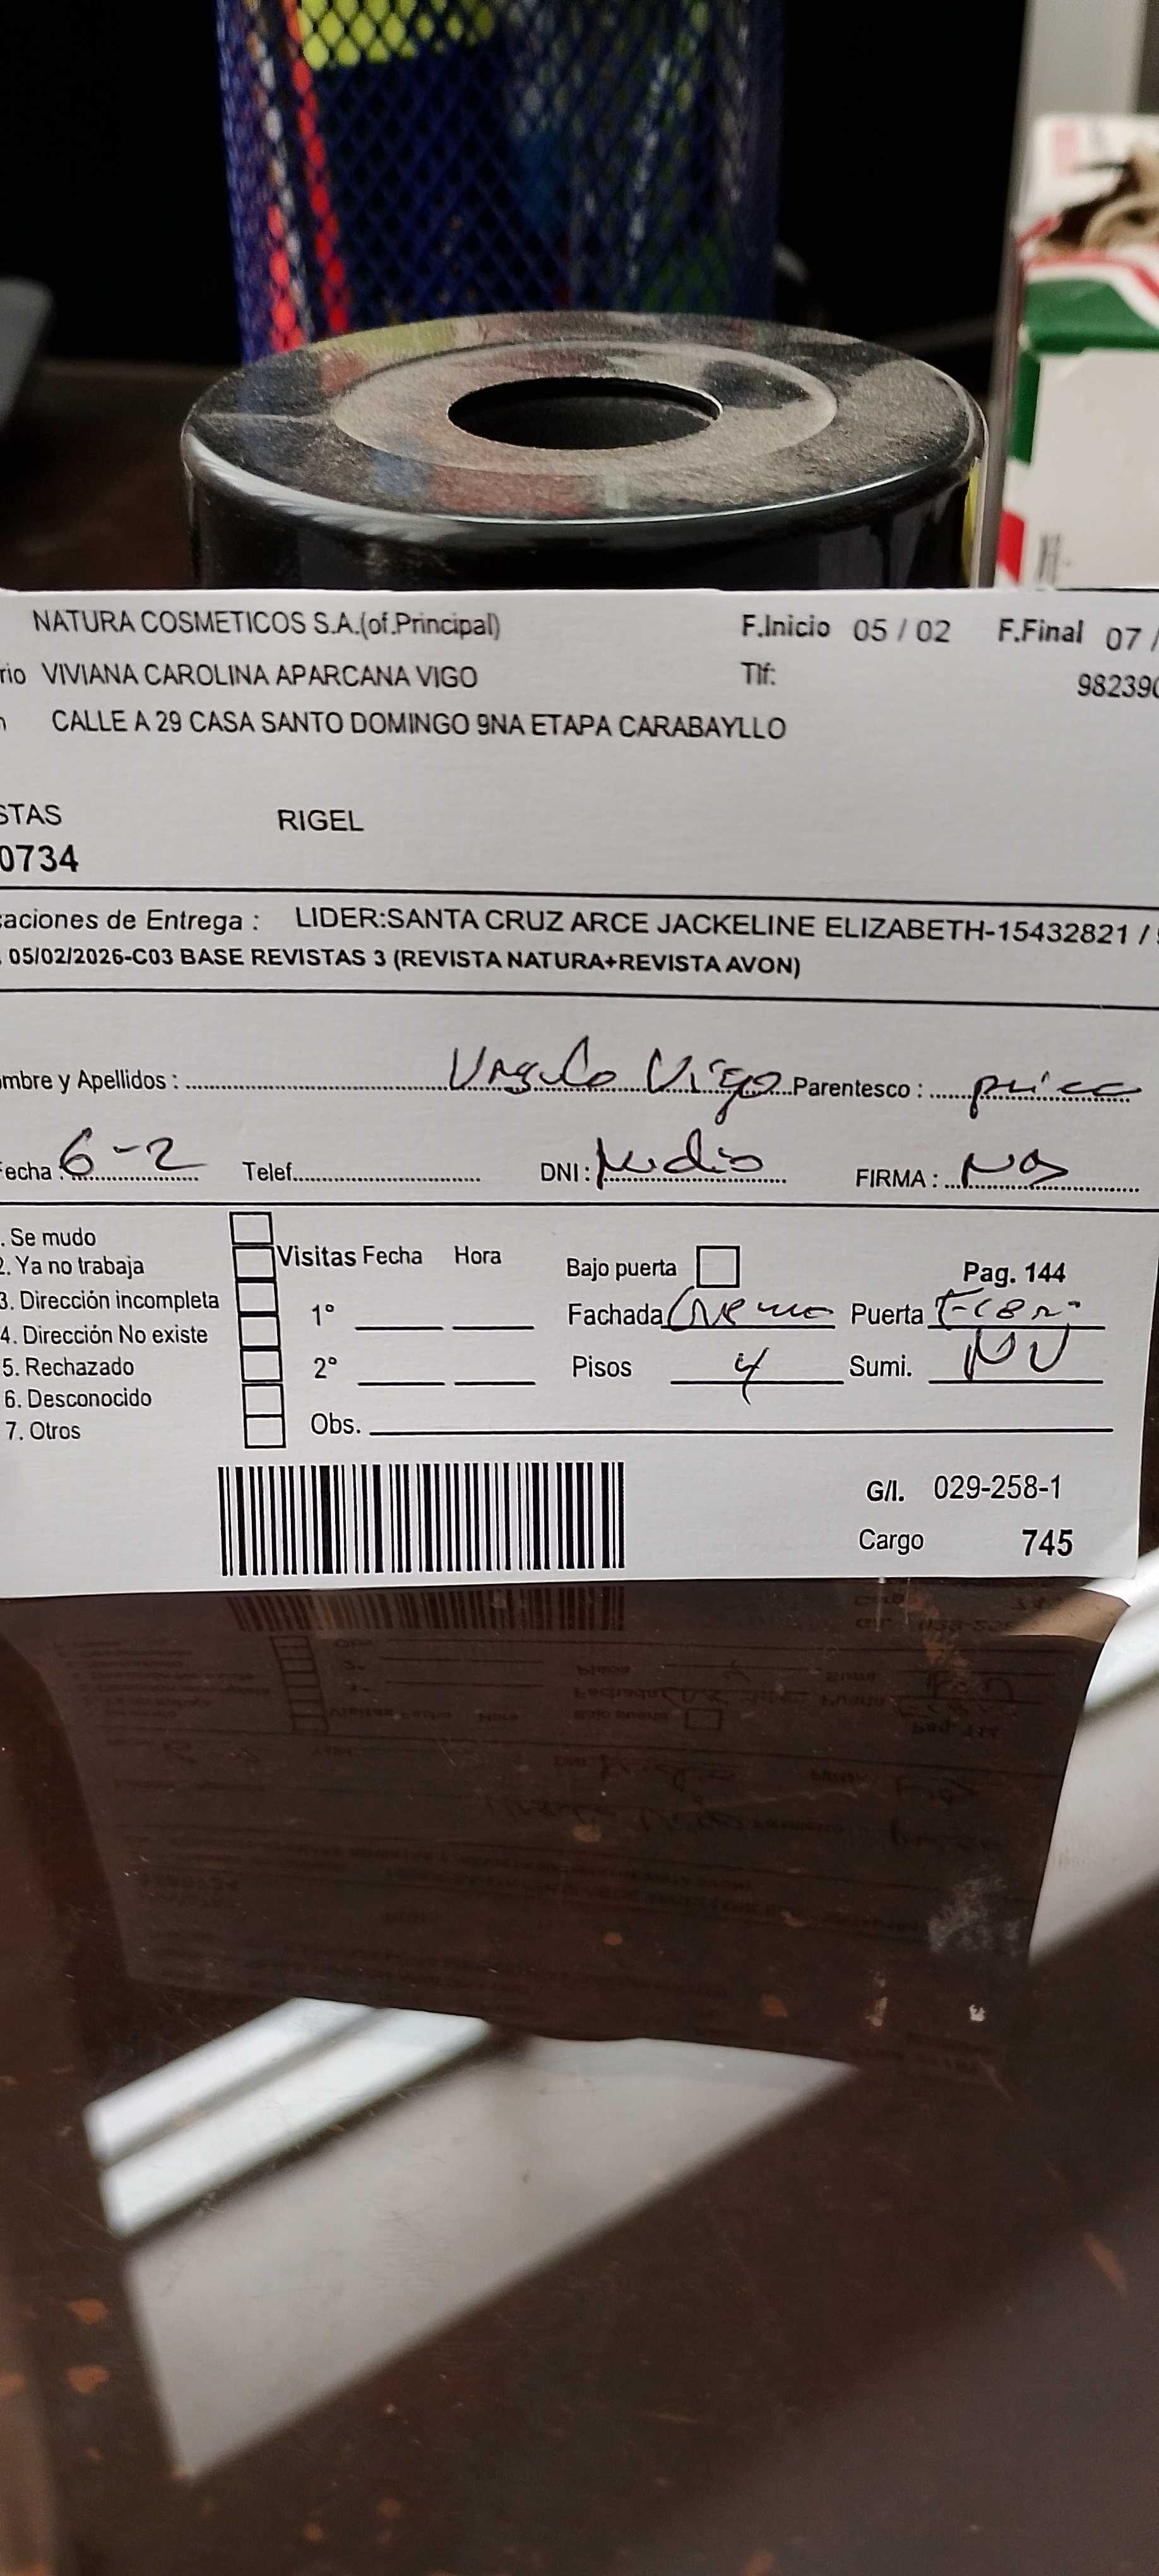 NATURA COSMETICOS S.A.(of.Principal) F.Inicio 05 / 02 F.Final 07 /
rio VIVIANA CAROLINA APARCANA VIGO Tlf: 982390
n CALLE A 29 CASA SANTO DOMINGO 9NA ETAPA CARABAYLLO
STAS RIGEL
0734
caciones de Entrega : LIDER:SANTA CRUZ ARCE JACKELINE ELIZABETH-15432821 /
05/02/2026-C03 BASE REVISTAS 3 (REVISTA NATURA+REVISTA AVON)
ombre y Apellidos : Vigo Parentesco :
Fecha : 6-2 Telef. DNI : FIRMA :
. Se mudo
2. Ya no trabaja Visitas Fecha Hora Bajo puerta Pag. 144
3. Dirección incompleta 1° Fachada Puerta
4. Dirección No existe
5. Rechazado 2° Pisos 4 Sumi.
6. Desconocido
7. Otros Obs.
G/I. 029-258-1
Cargo 745